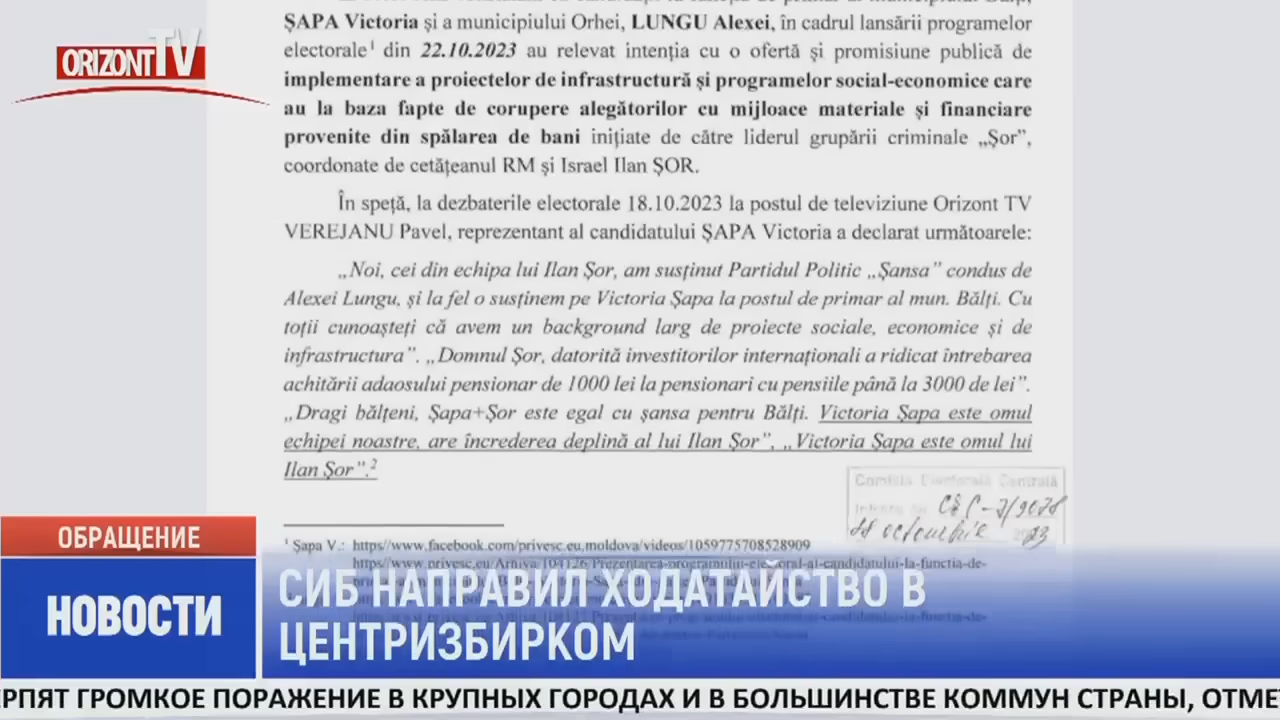 ŞAPA Victoria și a municipiului Orhei, LUNGU Alexei, în cadrul lansării programelor
electorale¹ din 22.10.2023 au relevat intenția cu o ofertă și promisiune publică de
implementare a proiectelor de infrastructură și programelor social-economice care
au la baza fapte de corupere alegătorilor cu mijloace materiale și financiare
provenite din spălarea de bani inițiate de către liderul grupării criminale „Șor”,
coordonate de cetățeanul RM și Israel Ilan ȘOR.
În speță, la dezbaterile electorale 18.10.2023 la postul de televiziune Orizont TV
VEREJANU Pavel, reprezentant al candidatului ȘAPA Victoria a declarat următoarele:
„Noi, cei din echipa lui Ilan Șor, am susținut Partidul Politic „Șansa” condus de
Alexei Lungu, și la fel o susținem pe Victoria Șapa la postul de primar al mun. Bălți. Cu
toții cunoașteți că avem un background larg de proiecte sociale, economice și de
infrastructura”. „Domnul Șor, datorită investitorilor internaționali a ridicat întrebarea
achitării adaosului pensionar de 1000 lei la pensionari cu pensiile până la 3000 de lei”.
„Dragi bălțeni, Șapa+Șor este egal cu șansa pentru Bălți. Victoria Șapa este omul
echipei noastre, are încrederea deplină al lui Ilan Șor”, „Victoria Șapa este omul lui
Ilan Șor”.²
Comisia Electorală Centrală
¹ Șapa V.: https//www.facebook.com/privesc.eu.moldova/videos/1059775708528909
ORIZONT TV
ОБРАЩЕНИЕ
НОВОСТИ
СИБ НАПРАВИЛ ХОДАТАЙСТВО В
ЦЕНТРИЗБИРКОМ
ЕРПЯТ ГРОМКОЕ ПОРАЖЕНИЕ В КРУПНЫХ ГОРОДАХ И В БОЛЬШИНСТВЕ КОММУН СТРАНЫ, ОТМЕ